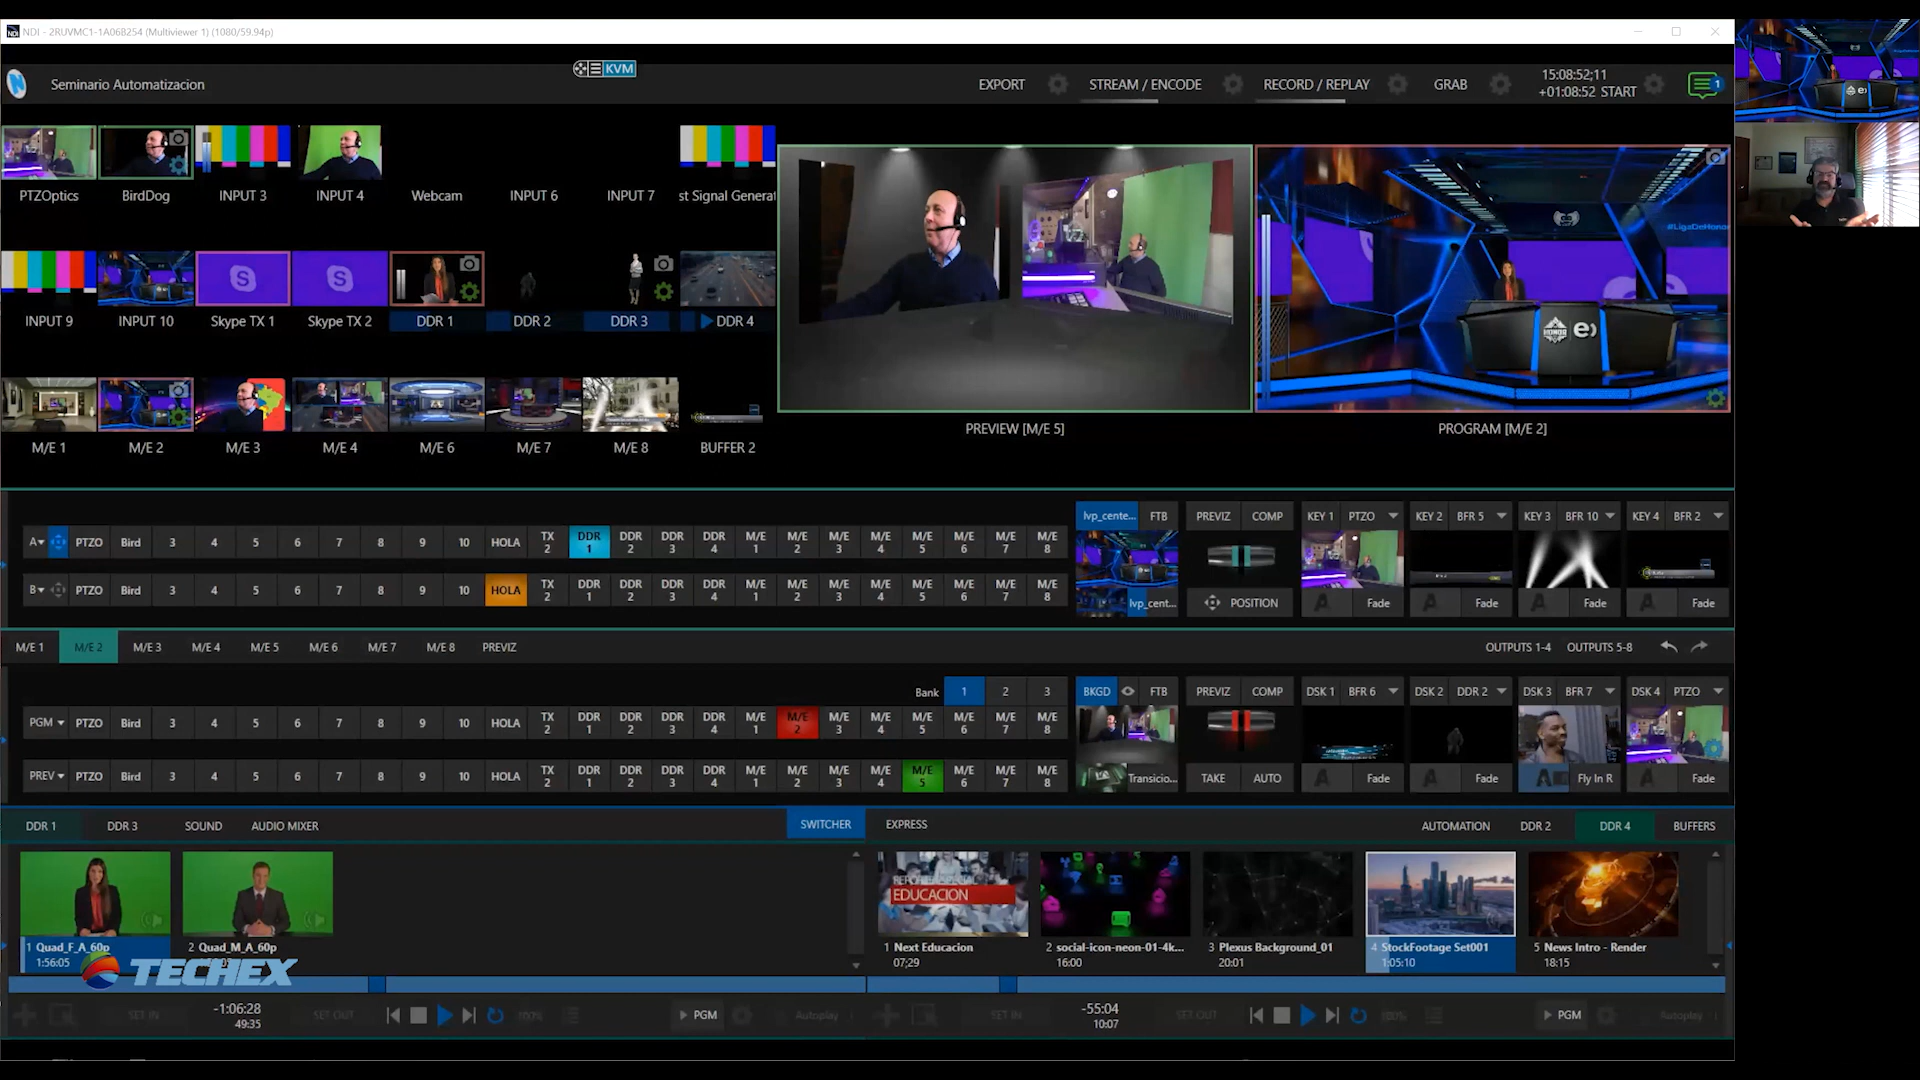 NDI - 2RUVMC1-1A06B254 (Multiviewer 1) (1080/59.94p)
KVM
Seminario Automatizacion
EXPORT STREAM / ENCODE RECORD / REPLAY GRAB 15:08:52;11
+01:08:52 START
1
PTZOptics BirdDog INPUT 3 INPUT 4 Webcam INPUT 6 INPUT 7 st Signal Generat
INPUT 9 INPUT 10 Skype TX 1 Skype TX 2 DDR 1 DDR 2 DDR 3 DDR 4
M/E 1 M/E 2 M/E 3 M/E 4 M/E 6 M/E 7 M/E 8 BUFFER 2
#LigaDeHonor
HONOR e)
PREVIEW [M/E 5] PROGRAM [M/E 2]
lvp_cente... FTB PREVIZ COMP KEY 1 PTZO KEY 2 BFR 5 KEY 3 BFR 10 KEY 4 BFR 2
A PTZO Bird 3 4 5 6 7 8 9 10 HOLA TX 2 DDR 1 DDR 2 DDR 3 DDR 4 M/E 1 M/E 2 M/E 3 M/E 4 M/E 5 M/E 6 M/E 7 M/E 8
B PTZO Bird 3 4 5 6 7 8 9 10 HOLA TX 2 DDR 1 DDR 2 DDR 3 DDR 4 M/E 1 M/E 2 M/E 3 M/E 4 M/E 5 M/E 6 M/E 7 M/E 8
lvp_cent... POSITION A Fade A Fade A Fade A Fade
M/E 1 M/E 2 M/E 3 M/E 4 M/E 5 M/E 6 M/E 7 M/E 8 PREVIZ OUTPUTS 1-4 OUTPUTS 5-8
Bank 1 2 3 BKGD FTB PREVIZ COMP DSK 1 BFR 6 DSK 2 DDR 2 DSK 3 BFR 7 DSK 4 PTZO
PGM PTZO Bird 3 4 5 6 7 8 9 10 HOLA TX 2 DDR 1 DDR 2 DDR 3 DDR 4 M/E 1 M/E 2 M/E 3 M/E 4 M/E 5 M/E 6 M/E 7 M/E 8
PREV PTZO Bird 3 4 5 6 7 8 9 10 HOLA TX 2 DDR 1 DDR 2 DDR 3 DDR 4 M/E 1 M/E 2 M/E 3 M/E 4 M/E 5 M/E 6 M/E 7 M/E 8
Transicio... TAKE AUTO A Fade A Fade A Fly In R A Fade
DDR 1 DDR 3 SOUND AUDIO MIXER SWITCHER EXPRESS AUTOMATION DDR 2 DDR 4 BUFFERS
EDUCACION
1 Quad_F_A_60p 2 Quad_M_A_60p 1 Next Education 2 social-icon-neon-01-4k... 3 Plexus Background_01 4 StockFootage Set001 5 News Intro - Render
1:56:05 07;29 16:00 20:01 1:05:10 18:15
TECHEX
SET IN -1:06:28 SET OUT 100% PGM Autoplay SET IN -55:04 SET OUT 100% PGM Autoplay
49:35 10:07